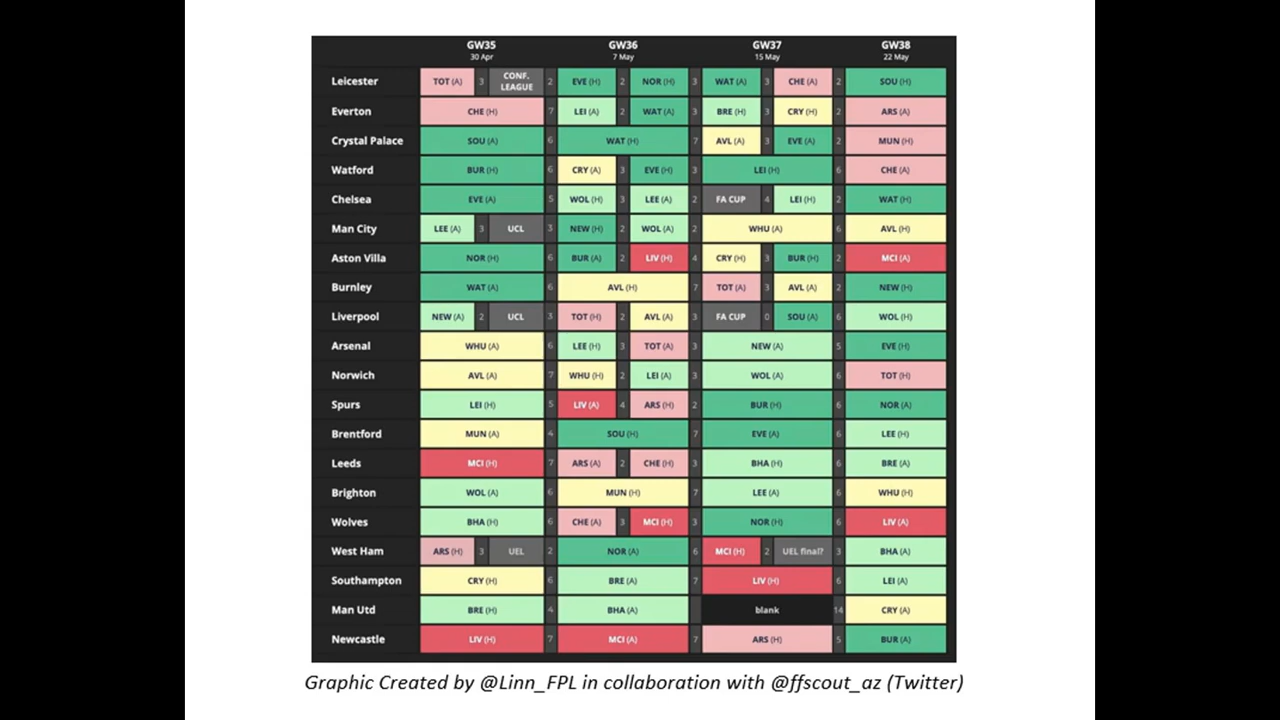 GW35 GW36 GW37 GW38
30 Apr 7 May 15 May 22 May
Leicester TOT (A) 3 CONF. LEAGUE 2 EVE (H) 2 NOR (H) 3 WAT (A) 3 CHE (A) 2 SOU (H)
Everton CHE (H) 7 LEI (A) 2 WAT (A) 3 BRE (H) 3 CRY (H) 2 ARS (A)
Crystal Palace SOU (A) 6 WAT (H) 7 AVL (A) 3 EVE (A) 2 MUN (H)
Watford BUR (H) 6 CRY (A) 3 EVE (H) 3 LEI (H) 6 CHE (A)
Chelsea EVE (A) 5 WOL (H) 3 LEE (A) 2 FA CUP 4 LEI (H) 2 WAT (H)
Man City LEE (A) 3 UCL 3 NEW (H) 2 WOL (A) 2 WHU (A) 6 AVL (H)
Aston Villa NOR (H) 6 BUR (A) 2 LIV (H) 4 CRY (H) 3 BUR (H) 2 MCI (A)
Burnley WAT (A) 6 AVL (H) 7 TOT (A) 3 AVL (A) 2 NEW (H)
Liverpool NEW (A) 2 UCL 3 TOT (H) 2 AVL (A) 3 FA CUP 0 SOU (A) 6 WOL (H)
Arsenal WHU (A) 6 LEE (H) 3 TOT (A) 3 NEW (A) 5 EVE (H)
Norwich AVL (A) 7 WHU (H) 2 LEI (A) 3 WOL (A) 6 TOT (H)
Spurs LEI (H) 5 LIV (A) 4 ARS (H) 2 BUR (H) 6 NOR (A)
Brentford MUN (A) 4 SOU (H) 7 EVE (A) 6 LEE (H)
Leeds MCI (H) 7 ARS (A) 2 CHE (H) 3 BHA (H) 6 BRE (A)
Brighton WOL (A) 6 MUN (H) 7 LEE (A) 6 WHU (H)
Wolves BHA (H) 6 CHE (A) 3 MCI (H) 3 NOR (H) 6 LIV (A)
West Ham ARS (H) 3 UEL 2 NOR (A) 6 MCI (H) 2 UEL final? 3 BHA (A)
Southampton CRY (H) 6 BRE (A) 7 LIV (H) 6 LEI (A)
Man Utd BRE (H) 4 BHA (A) blank 14 CRY (A)
Newcastle LIV (H) 7 MCI (A) 7 ARS (H) 5 BUR (A)
Graphic Created by @Linn_FPL in collaboration with @ffscout_az (Twitter)